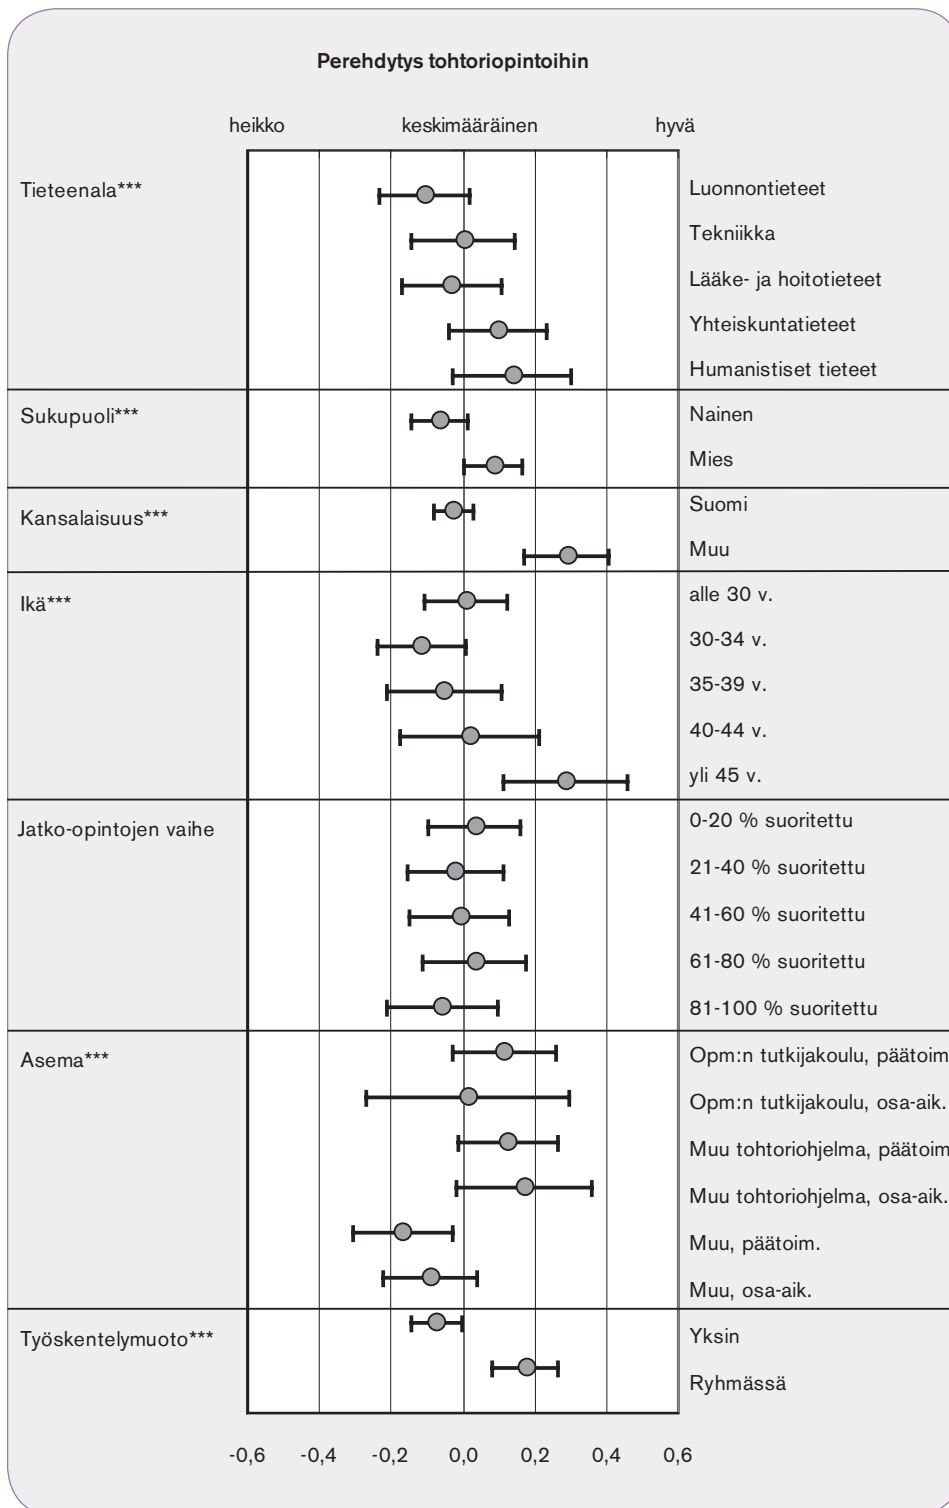 Perehdytys tohtoriopintoihin
heikko keskimääräinen hyvä
Tieteenala*** Luonnontieteet
Tekniikka
Lääke- ja hoitotieteet
Yhteiskuntatieteet
Humanistiset tieteet
Sukupuoli*** Nainen
Mies
Kansalaisuus*** Suomi
Muu
Ikä*** alle 30 v.
30-34 v.
35-39 v.
40-44 v.
yli 45 v.
Jatko-opintojen vaihe 0-20 % suoritettu
21-40 % suoritettu
41-60 % suoritettu
61-80 % suoritettu
81-100 % suoritettu
Asema*** Opm:n tutkijakoulu, päätoim
Opm:n tutkijakoulu, osa-aik.
Muu tohtoriohjelma, päätoim
Muu tohtoriohjelma, osa-aik.
Muu, päätoim.
Muu, osa-aik.
Työskentelymuoto*** Yksin
Ryhmässä
-0,6 -0,4 -0,2 0,0 0,2 0,4 0,6